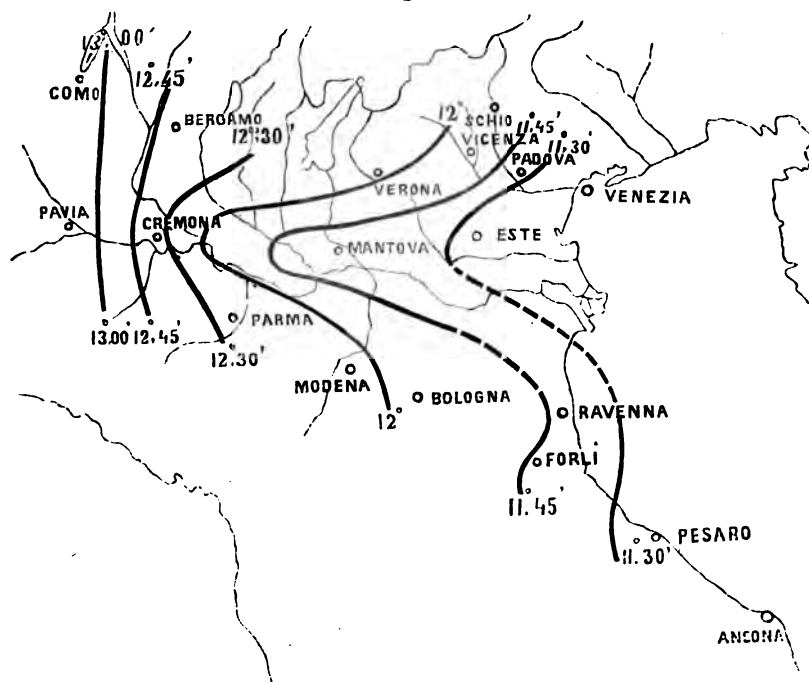 13.°00'
12.°45'
COMO
BERGAMO
12.°30'
12°
SCHIO
11.°45'
VICENZA
11.°30'
PADOVA
VERONA
VENEZIA
PAVIA
CREMONA
ESTE
MANTOVA
13.°00'
12.°45'
PARMA
12.°30'
MODENA
BOLOGNA
12°
RAVENNA
FORLÌ
11.°45'
PESARO
11.°30'
ANCONA